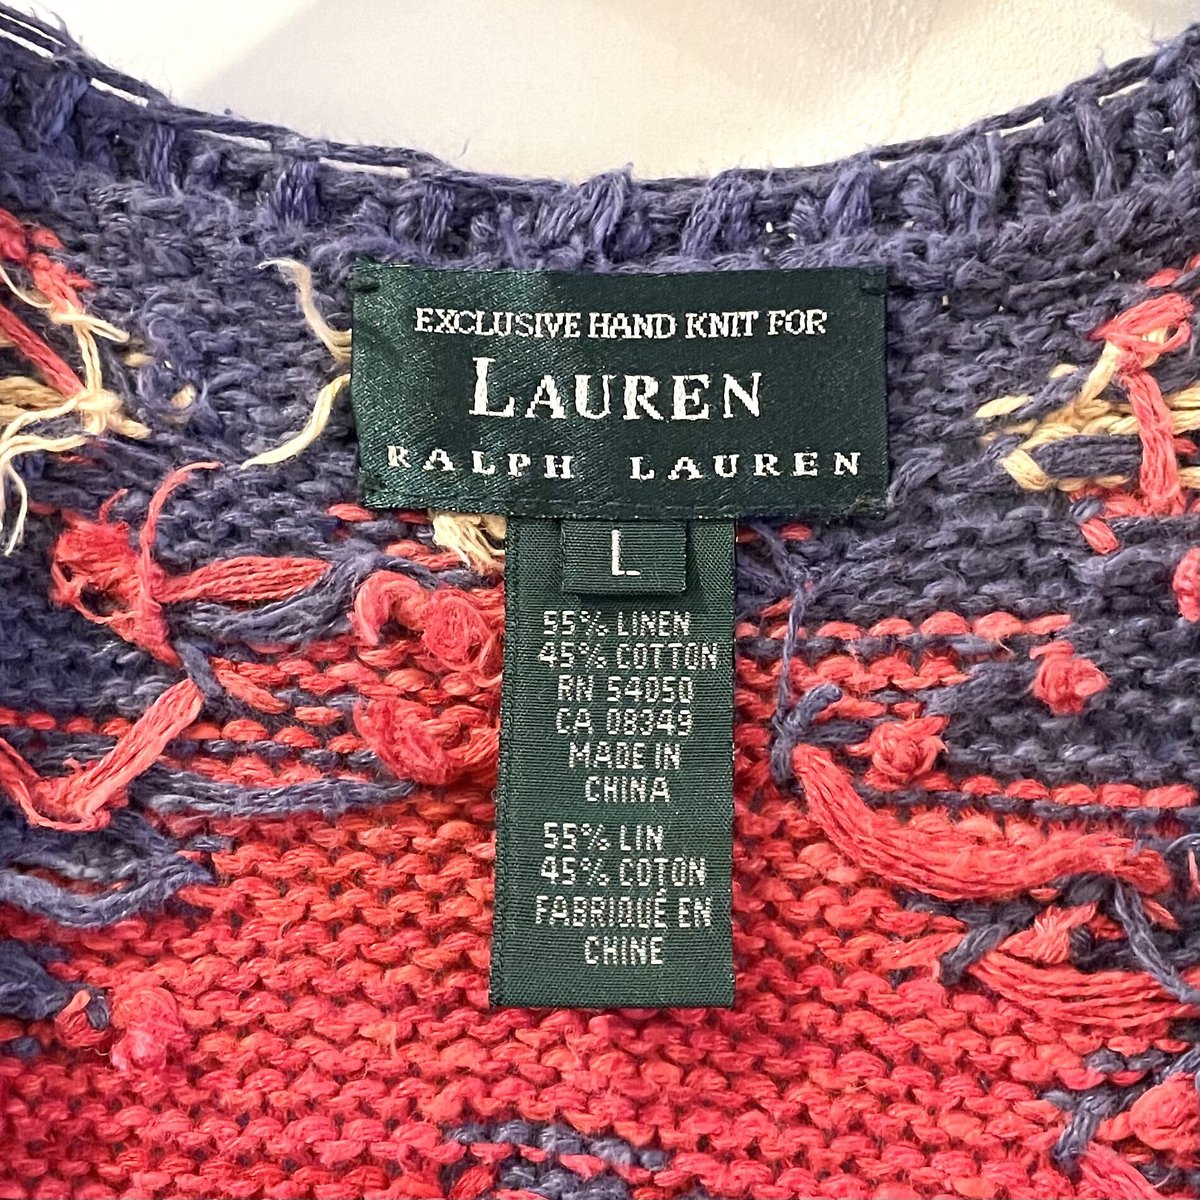 EXCLUSIVE HAND KNIT FOR
LAUREN
RALPH LAUREN
L
55% LINEN
45% COTTON
RN 54050
CA 08349
MADE IN
CHINA
55% LIN
45% COTON
FABRIQUÉ EN
CHINE